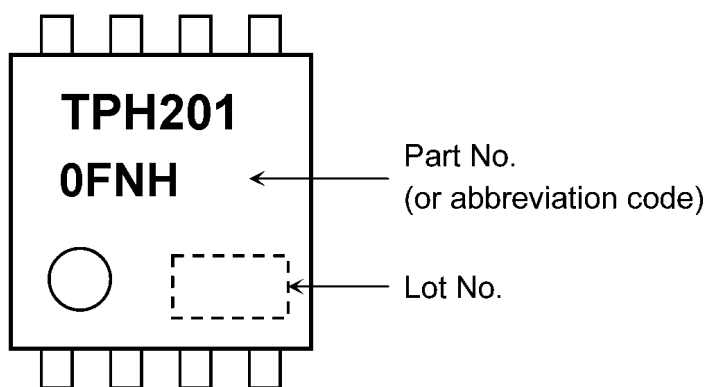 TPH201
0FNH
Part No.
(or abbreviation code)
Lot No.